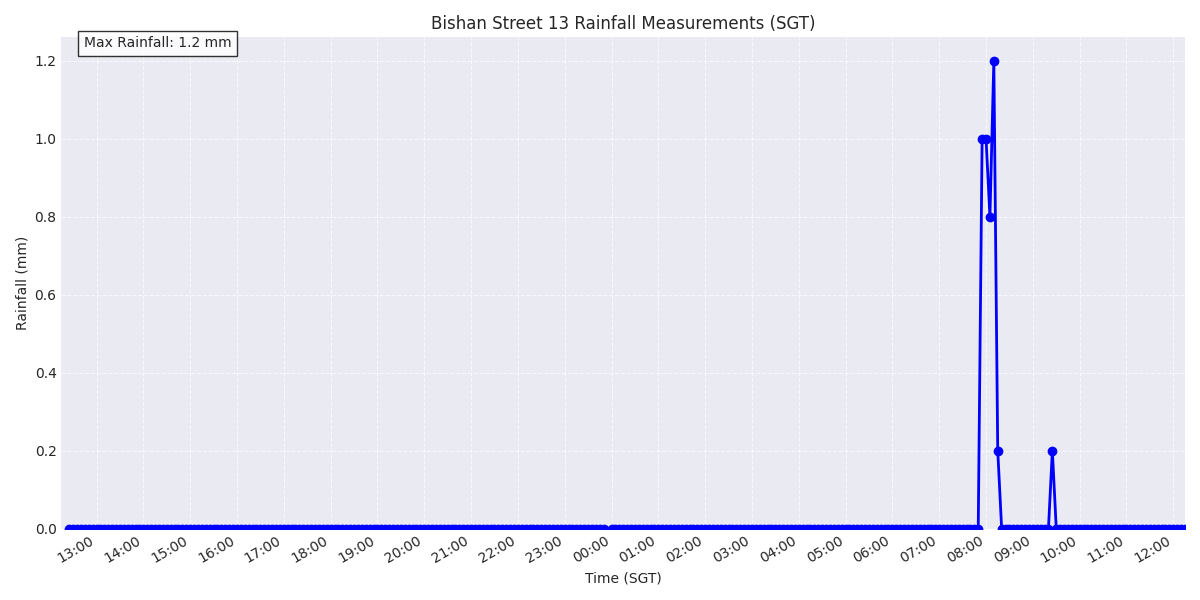 Bishan Street 13 Rainfall Measurements (SGT)
Max Rainfall: 1.2 mm
1.2
1.0
0.8
0.6
0.4
0.2
0.0
Rainfall (mm)
13:00 14:00 15:00 16:00 17:00 18:00 19:00 20:00 21:00 22:00 23:00 00:00 01:00 02:00 03:00 04:00 05:00 06:00 07:00 08:00 09:00 10:00 11:00 12:00
Time (SGT)